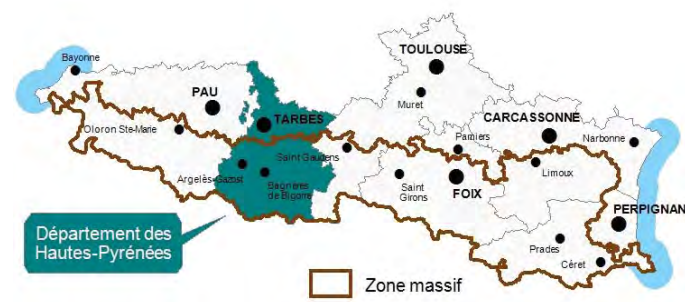 Bayonne
TOULOUSE
PAU
Muret
TARBES
CARCASSONNE
Oloron Ste-Marie
Pamiers
Narbonne
Saint Gaudens
Argelès-Gazost
Bagnères
de Bigorre
Saint
Girons
FOIX
Limoux
PERPIGNAN
Prades
Céret
Département des
Hautes-Pyrénées
Zone massif